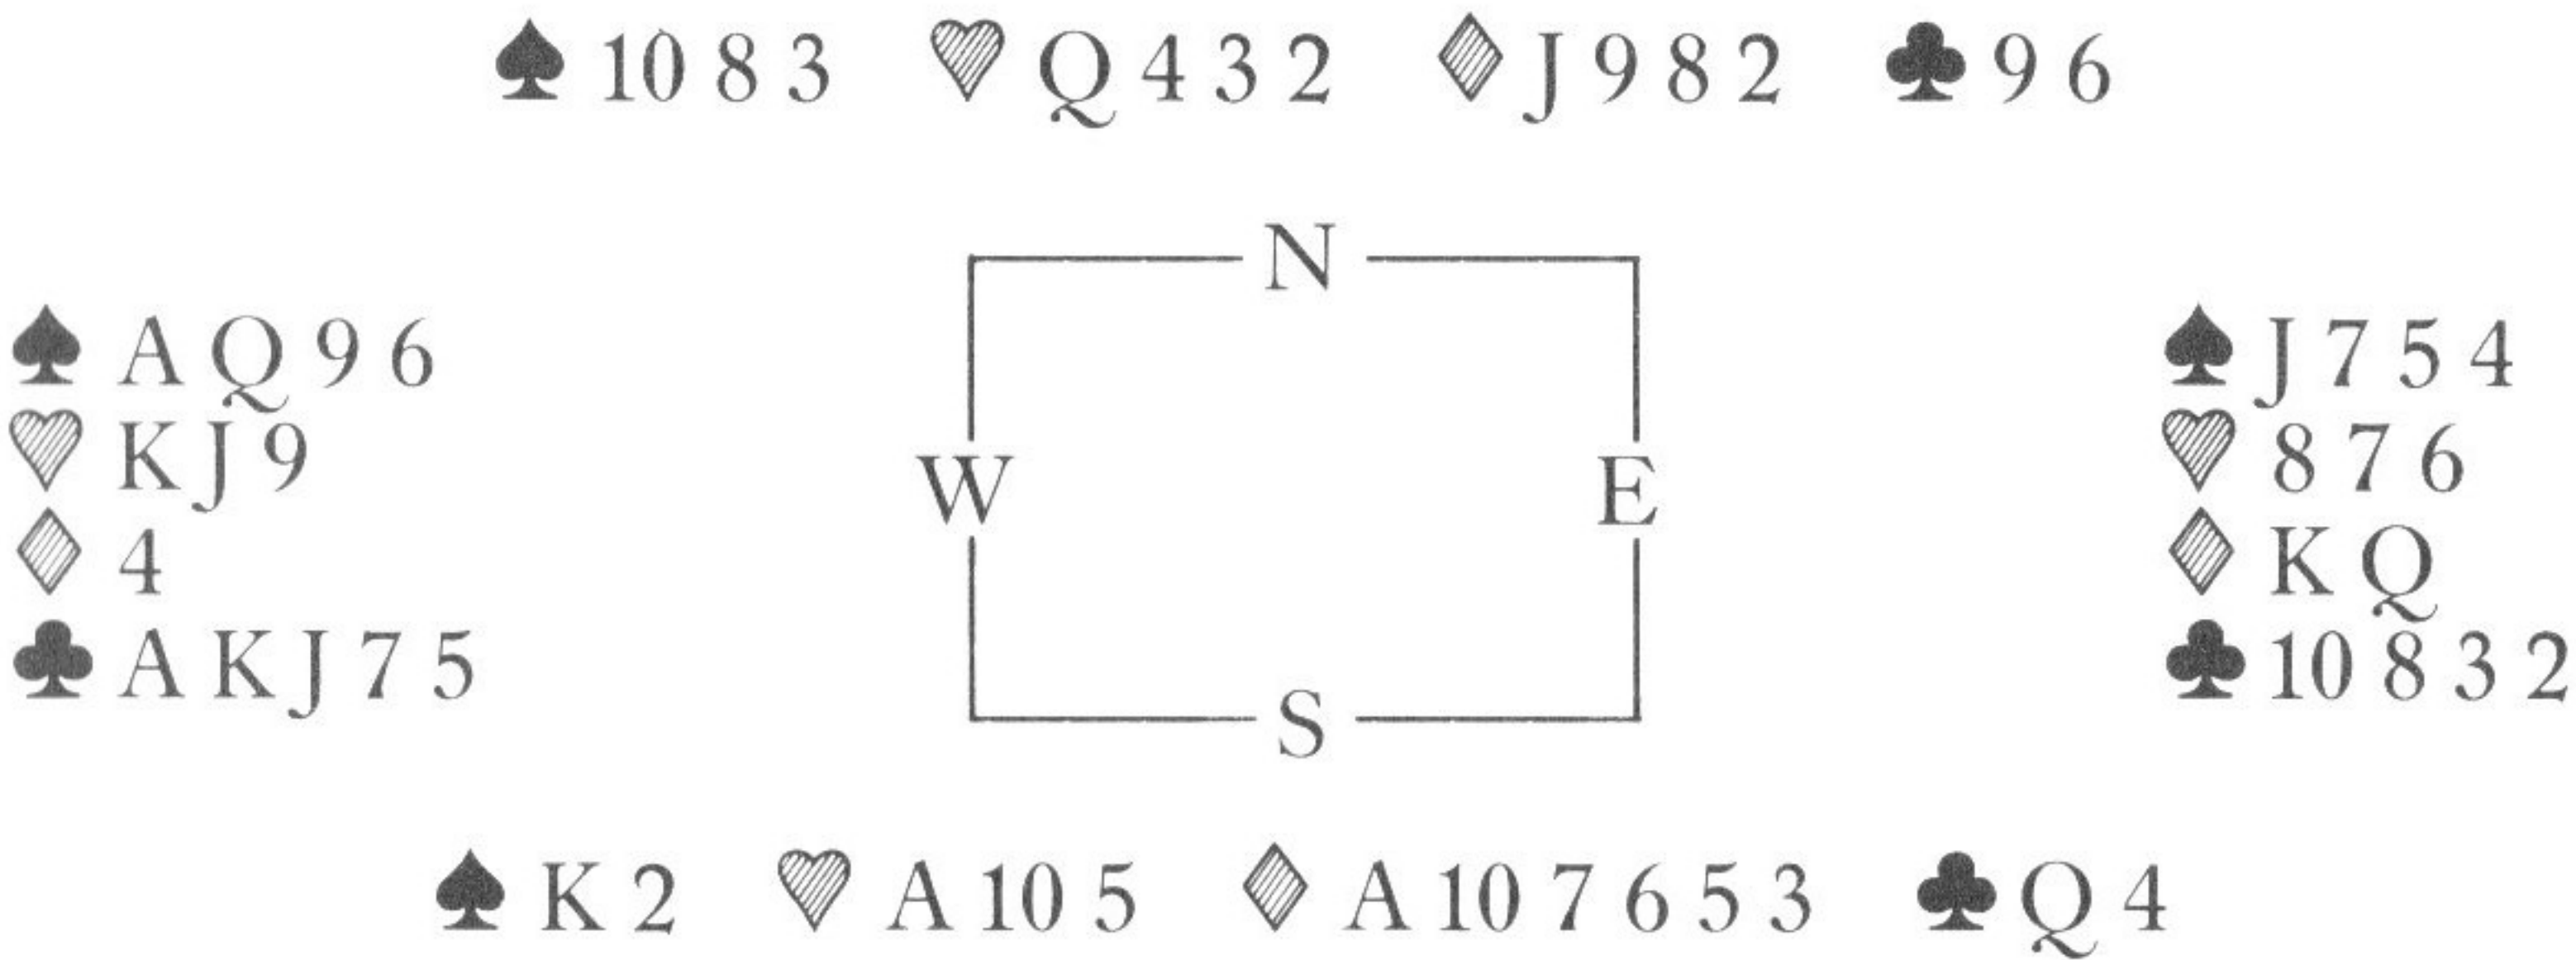 ♠ 10 8 3 ♥ Q 4 3 2 ♦ J 9 8 2 ♣ 9 6
N
♠ A Q 9 6
♥ K J 9
♦ 4
♣ A K J 7 5
W
E
♠ J 7 5 4
♥ 8 7 6
♦ K Q
♣ 10 8 3 2
S
♠ K 2 ♥ A 10 5 ♦ A 10 7 6 5 3 ♣ Q 4